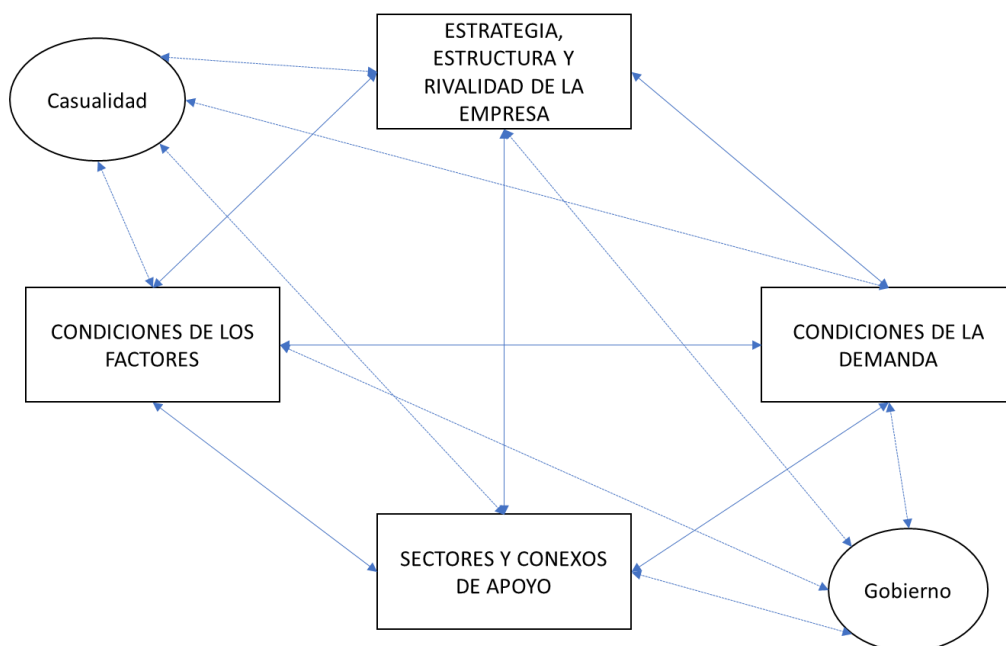 ESTRATEGIA,
ESTRUCTURA Y
RIVALIDAD DE LA
EMPRESA
Casualidad
CONDICIONES DE LOS
FACTORES
CONDICIONES DE LA
DEMANDA
SECTORES Y CONEXOS
DE APOYO
Gobierno